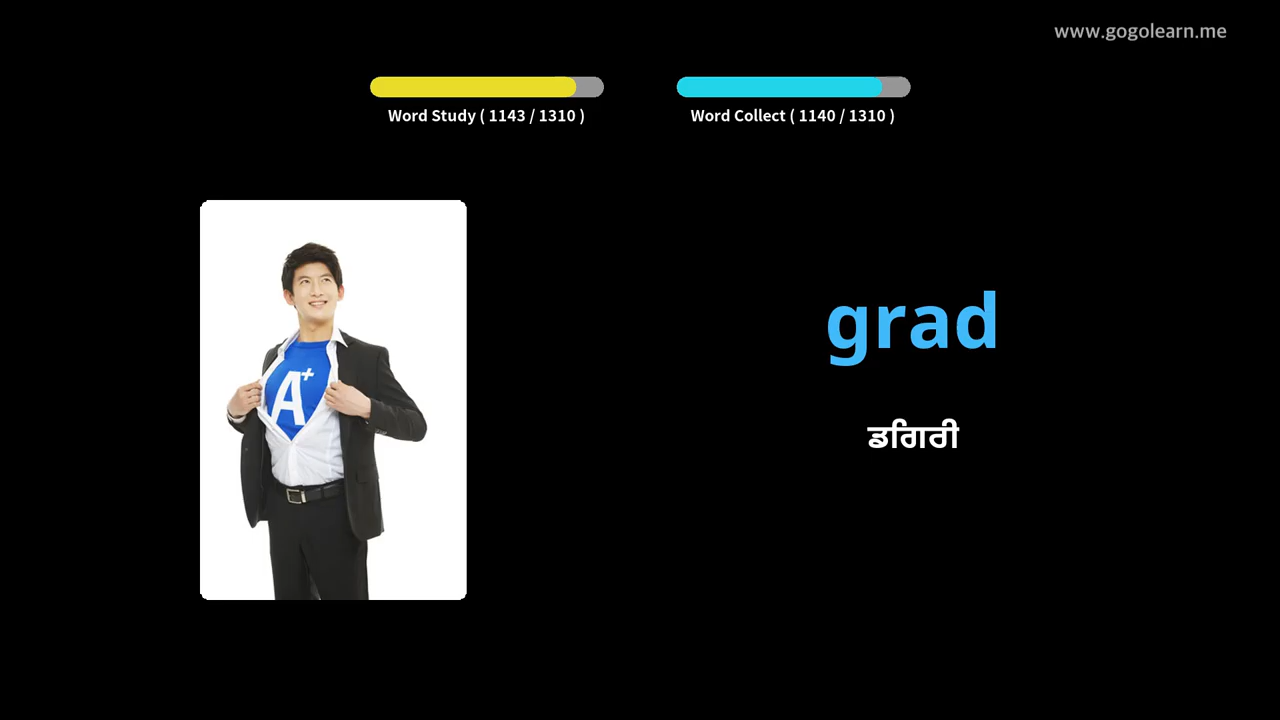 www.gogolearn.me
Word Study ( 1143 / 1310 )
Word Collect ( 1140 / 1310 )
A+
grad
ਡਿਗਰੀ